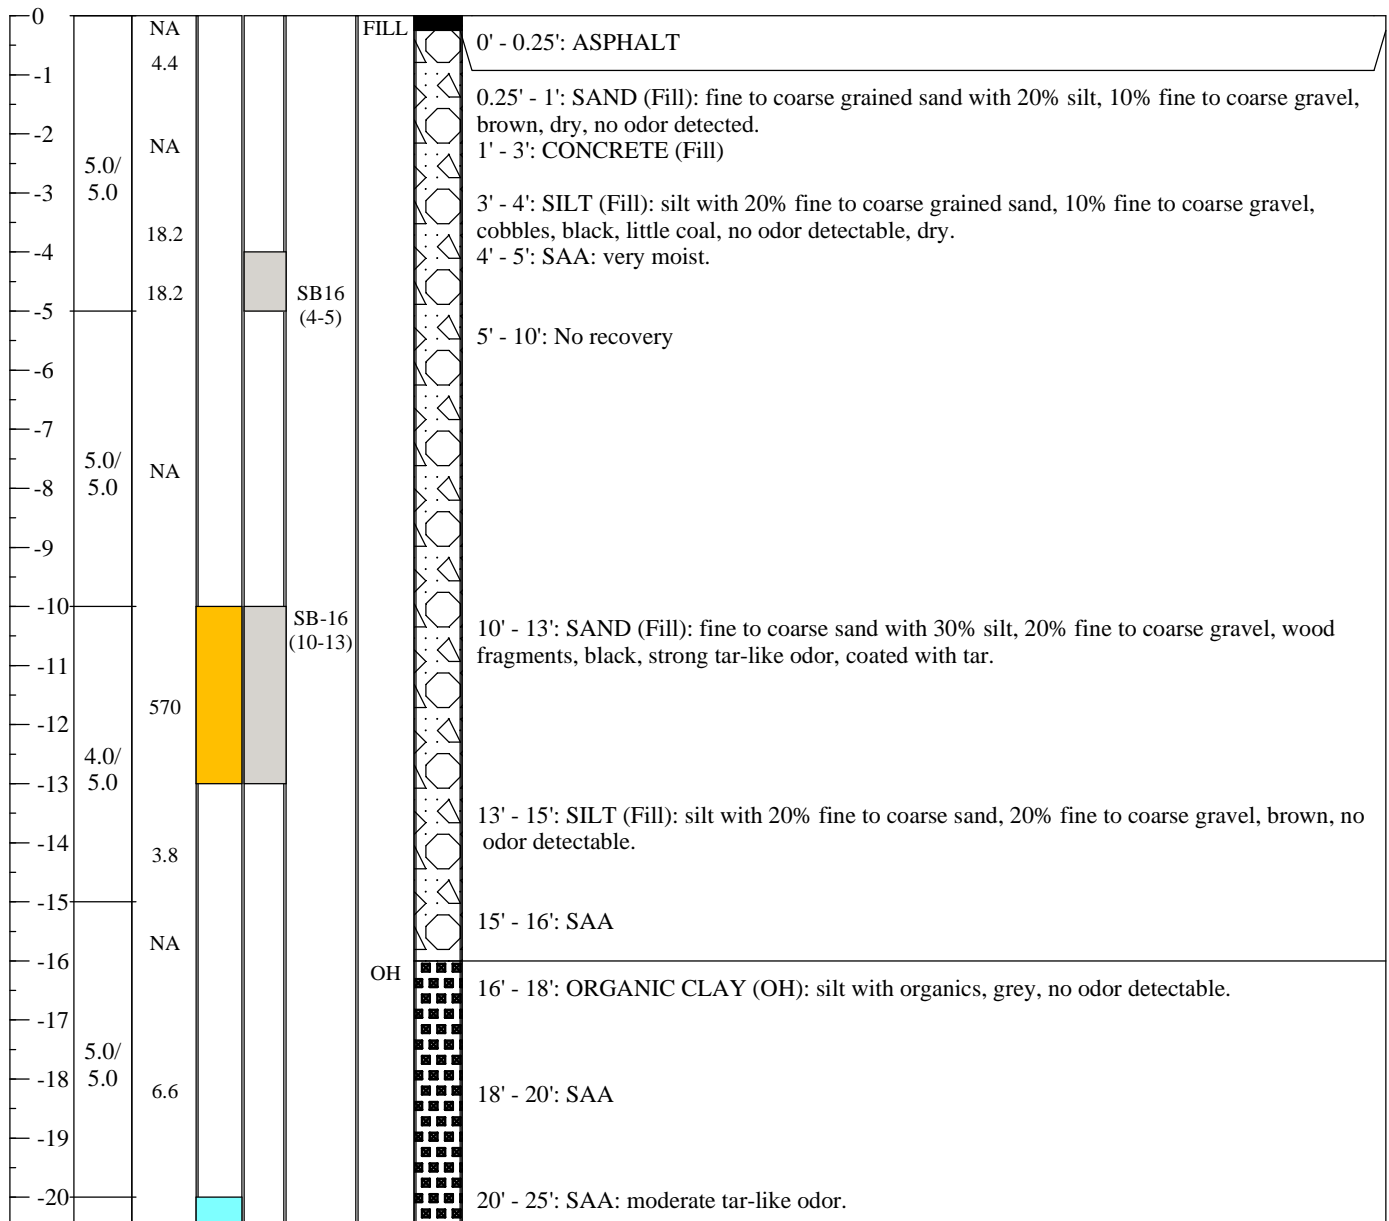 0
NA
FILL
0' - 0.25': ASPHALT
4.4
-1
0.25' - 1': SAND (Fill): fine to coarse grained sand with 20% silt, 10% fine to coarse gravel,
brown, dry, no odor detected.
-2
NA
1' - 3': CONCRETE (Fill)
5.0/
5.0
-3
3' - 4': SILT (Fill): silt with 20% fine to coarse grained sand, 10% fine to coarse gravel,
cobbles, black, little coal, no odor detectable, dry.
18.2
-4
4' - 5': SAA: very moist.
18.2
SB16
(4-5)
-5
5' - 10': No recovery
-6
-7
5.0/
5.0
NA
-8
-9
-10
SB-16
(10-13)
10' - 13': SAND (Fill): fine to coarse sand with 30% silt, 20% fine to coarse gravel, wood
fragments, black, strong tar-like odor, coated with tar.
-11
570
-12
4.0/
5.0
-13
13' - 15': SILT (Fill): silt with 20% fine to coarse sand, 20% fine to coarse gravel, brown, no
odor detectable.
-14
3.8
-15
15' - 16': SAA
NA
-16
OH
16' - 18': ORGANIC CLAY (OH): silt with organics, grey, no odor detectable.
-17
5.0/
5.0
-18
6.6
18' - 20': SAA
-19
-20
20' - 25': SAA: moderate tar-like odor.